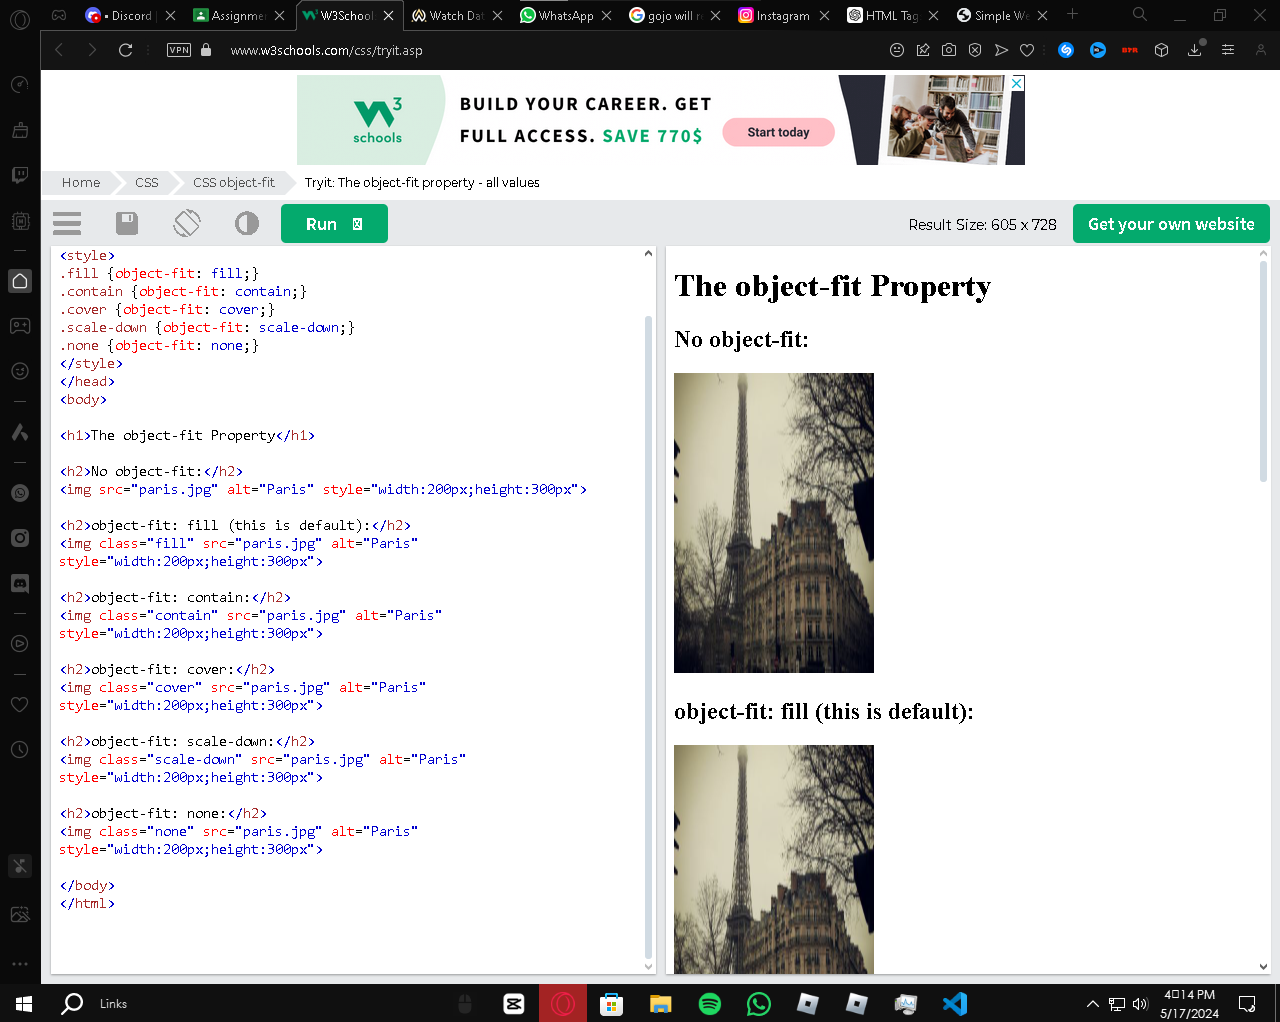 Discord |
Assignme
W3School
Watch Dat
WhatsApp
gojo will r
Instagram
HTML Tag
Simple We
VPN
www.w3schools.com/css/tryit.asp
3
schools
BUILD YOUR CAREER. GET
FULL ACCESS. SAVE 770$
Start today
Home
CSS
CSS object-fit
Tryit: The object-fit property - all values
Run
Result Size: 605 x 728
Get your own website
<style>
.fill {object-fit: fill;}
.contain {object-fit: contain;}
.cover {object-fit: cover;}
.scale-down {object-fit: scale-down;}
.none {object-fit: none;}
</style>
</head>
<body>
<h1>The object-fit Property</h1>
<h2>No object-fit:</h2>
<img src="paris.jpg" alt="Paris" style="width:200px;height:300px">
<h2>object-fit: fill (this is default):</h2>
<img class="fill" src="paris.jpg" alt="Paris"
style="width:200px;height:300px">
<h2>object-fit: contain:</h2>
<img class="contain" src="paris.jpg" alt="Paris"
style="width:200px;height:300px">
<h2>object-fit: cover:</h2>
<img class="cover" src="paris.jpg" alt="Paris"
style="width:200px;height:300px">
<h2>object-fit: scale-down:</h2>
<img class="scale-down" src="paris.jpg" alt="Paris"
style="width:200px;height:300px">
<h2>object-fit: none:</h2>
<img class="none" src="paris.jpg" alt="Paris"
style="width:200px;height:300px">
</body>
</html>
The object-fit Property
No object-fit:
object-fit: fill (this is default):
Links
4:14 PM
5/17/2024